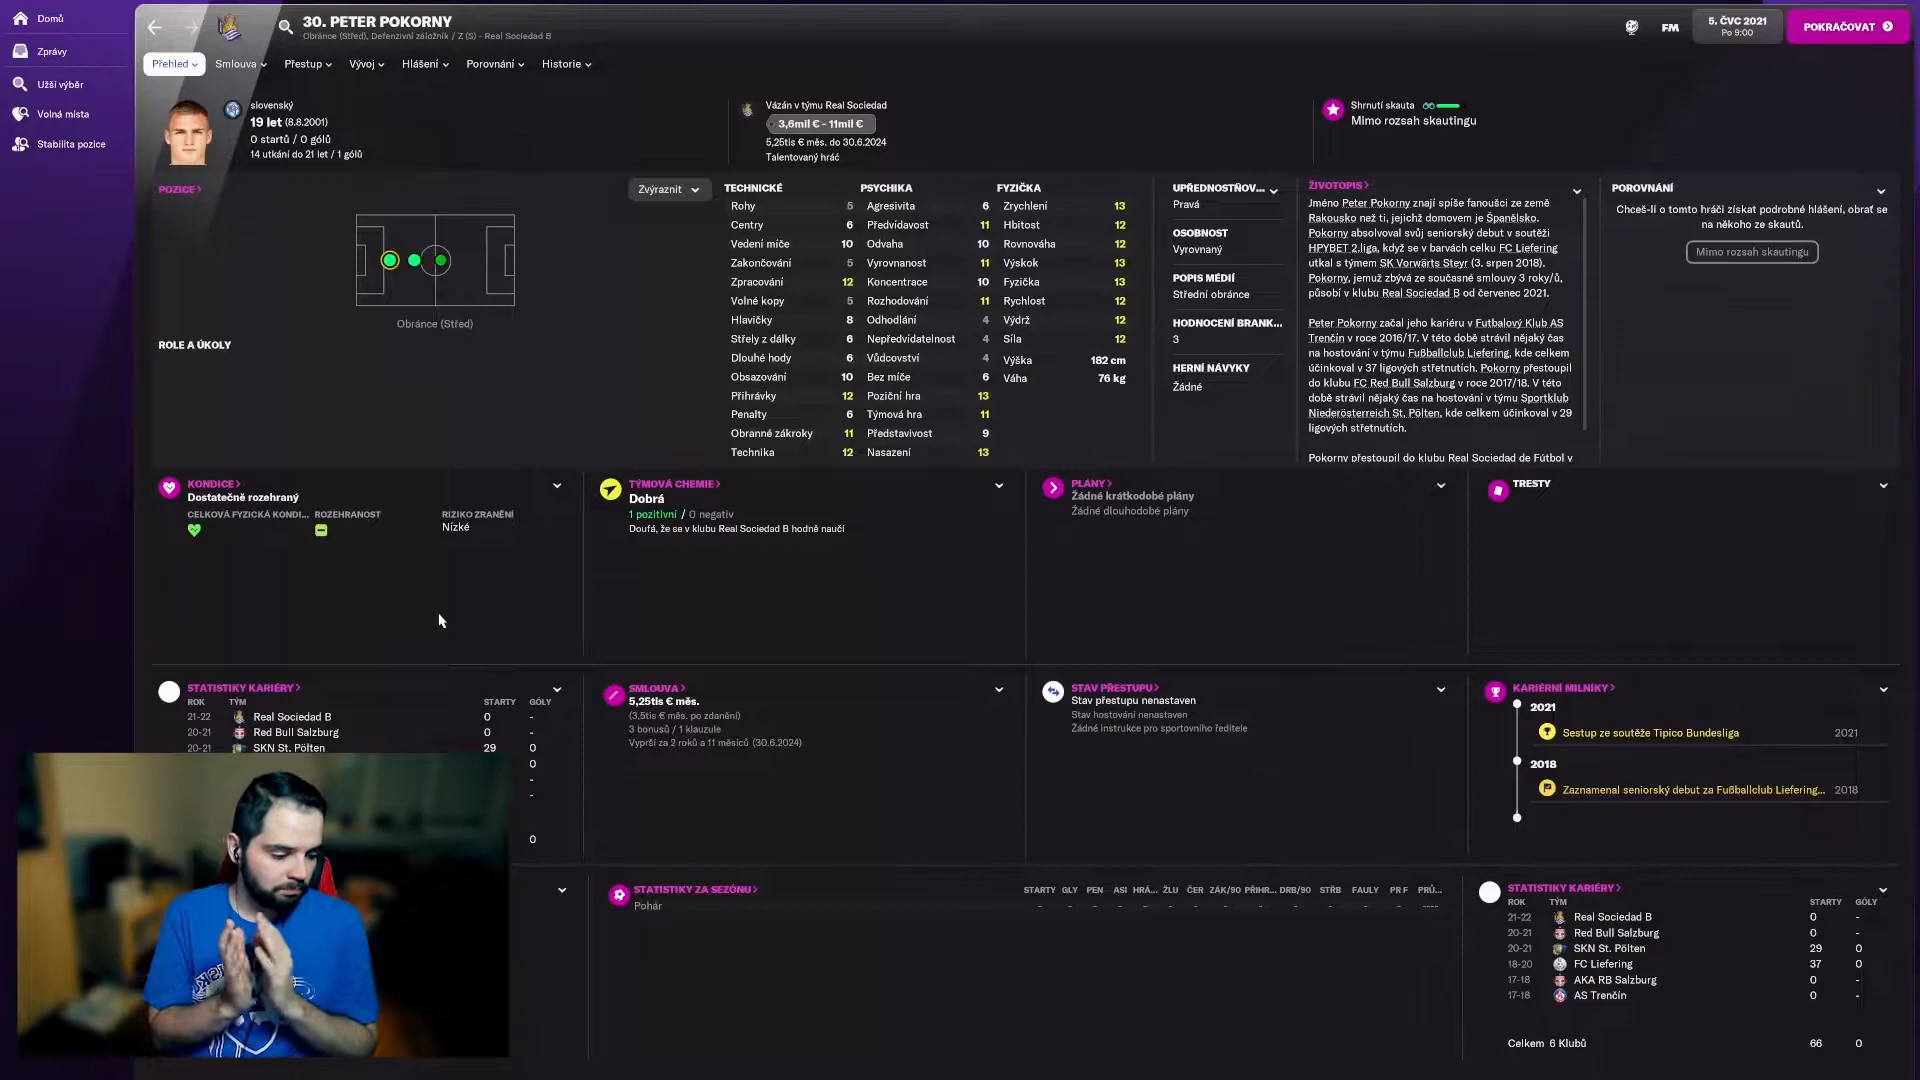 Domů
Zprávy
Užší výběr
Volná místa
Stabilita pozice
30. PETER POKORNY
Obránce (Střed), Defenzivní záložník / Z (S) - Real Sociedad B
FM
5. ČVC 2021
Po 9:00
POKRAČOVAT
Přehled
Smlouva
Přestup
Vývoj
Hlášení
Porovnání
Historie
slovenský
19 let (8.8.2001)
0 startů / 0 gólů
14 utkání do 21 let / 1 gólů
Vázán v týmu Real Sociedad
3,6mil € - 11mil €
5,25tis € měs. do 30.6.2024
Talentovaný hráč
Shrnutí skauta
Mimo rozsah skautingu
POZICE
Zvýraznit
Obránce (Střed)
ROLE A ÚKOLY
TECHNICKÉ
Rohy 5
Centry 6
Vedení míče 10
Zakončování 5
Zpracování 12
Volné kopy 5
Hlavičky 8
Střely z dálky 6
Dlouhé hody 6
Obsazování 10
Přihrávky 12
Penalty 6
Obranné zákroky 11
Technika 12
PSYCHIKA
Agresivita 6
Předvídavost 11
Odvaha 10
Vyrovnanost 11
Koncentrace 10
Rozhodování 11
Odhodlání 4
Nepředvídatelnost 4
Vůdcovství 4
Bez míče 6
Poziční hra 13
Týmová hra 11
Představivost 9
Nasazení 13
FYZIČKA
Zrychlení 13
Hbitost 12
Rovnováha 12
Výskok 12
Fyzička 13
Rychlost 12
Výdrž 12
Síla 12
Výška 182 cm
Váha 76 kg
UPŘEDNOSTŇOV...
Pravá
OSOBNOST
Vyrovnaný
POPIS MÉDIÍ
Střední obránce
HODNOCENÍ BRANK...
3
HERNÍ NÁVYKY
Žádné
ŽIVOTOPIS
Jméno Peter Pokorny znají spíše fanoušci ze země
Rakousko než ti, jejichž domovem je Španělsko.
Pokorny absolvoval svůj seniorský debut v soutěži
HPYBET 2.liga, když se v barvách celku FC Liefering
utkal s týmem SK Vorwärts Steyr (3. srpen 2018).
Pokorny, jemuž zbývá ze současné smlouvy 3 roky/ů,
působí v klubu Real Sociedad B od červenec 2021.
Peter Pokorny začal jeho kariéru v Futbalový Klub AS
Trenčín v roce 2016/17. V této době strávil nějaký čas
na hostování v týmu Fußballclub Liefering, kde celkem
účinkoval v 37 ligových střetnutích. Pokorny přestoupil
do klubu FC Red Bull Salzburg v roce 2017/18. V této
době strávil nějaký čas na hostování v týmu Sportklub
Niederösterreich St. Pölten, kde celkem účinkoval v 29
ligových střetnutích.
Pokorny přestoupil do klubu Real Sociedad de Fútbol v
POROVNÁNÍ
Chceš-li o tomto hráči získat podrobné hlášení, obrať se
na někoho ze skautů.
Mimo rozsah skautingu
KONDICE
Dostatečně rozehraný
CELKOVÁ FYZICKÁ KONDI... ROZEHRANOST RIZIKO ZRANĚNÍ
Nízké
TÝMOVÁ CHEMIE
Dobrá
1 pozitivní / 0 negativ
Doufá, že se v klubu Real Sociedad B hodně naučí
PLÁNY
Žádné krátkodobé plány
Žádné dlouhodobé plány
TRESTY
STATISTIKY KARIÉRY
ROK TÝM STARTY GÓLY
21-22 Real Sociedad B 0 -
20-21 Red Bull Salzburg 0 -
20-21 SKN St. Pölten 29 0
0
-
-
0
SMLOUVA
5,25tis € měs.
(3,5tis € měs. po zdanění)
3 bonusů / 1 klauzule
Vyprší za 2 roků a 11 měsíců (30.6.2024)
STAV PŘESTUPU
Stav přestupu nenastaven
Stav hostování nenastaven
Žádné instrukce pro sportovního ředitele
KARIÉRNÍ MILNÍKY
2021
Sestup ze soutěže Tipico Bundesliga 2021
2018
Zaznamenal seniorský debut za Fußballclub Liefering... 2018
STATISTIKY ZA SEZÓNU
STARTY GLY PEN ASI HRÁ... ŽLU ČER ZÁK/90 PŘIHR... DRB/90 STŘB FAULY PR F PRŮ...
Pohár - - - - - - - - - - - - - ----
STATISTIKY KARIÉRY
ROK TÝM STARTY GÓLY
21-22 Real Sociedad B 0 -
20-21 Red Bull Salzburg 0 -
20-21 SKN St. Pölten 29 0
18-20 FC Liefering 37 0
17-18 AKA RB Salzburg 0 -
17-18 AS Trenčín 0 -
Celkem 6 Klubů 66 0